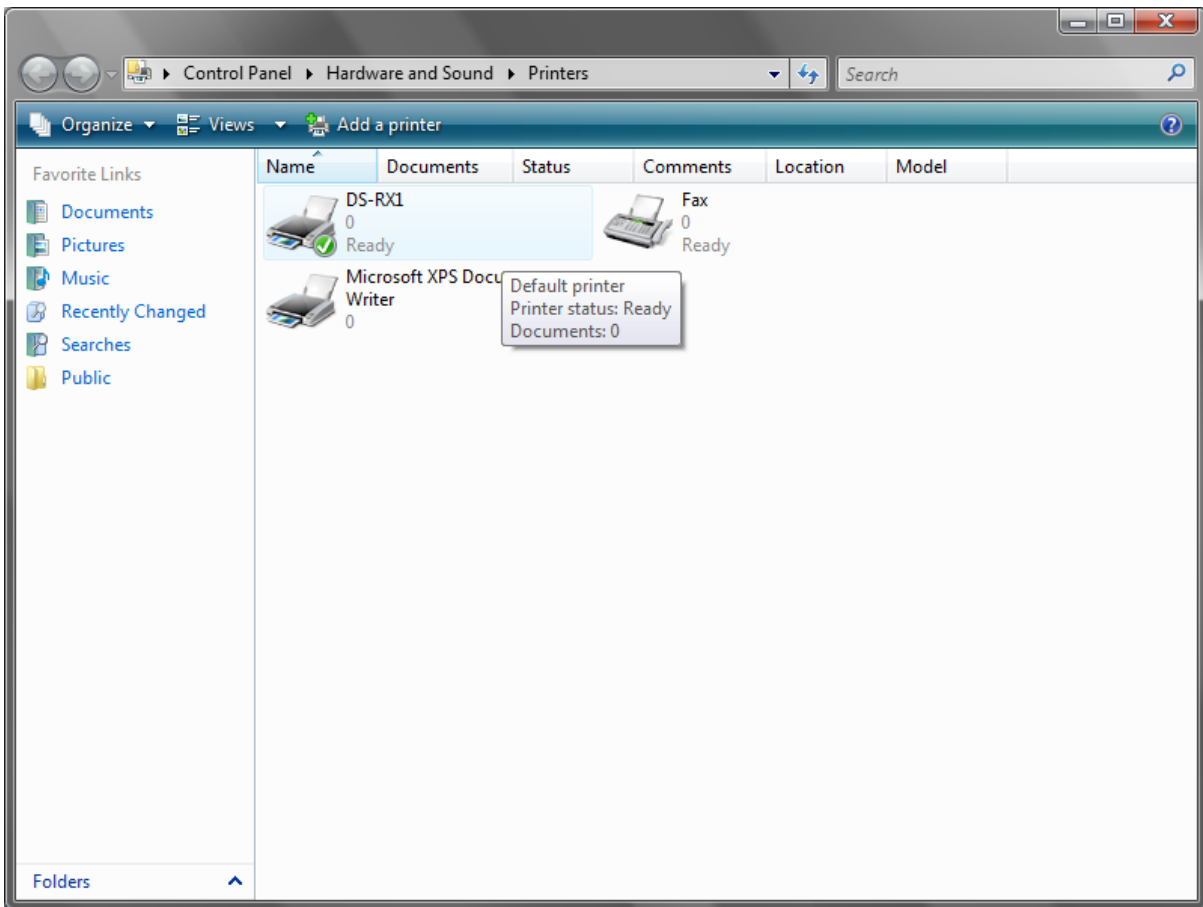 Control Panel ▸ Hardware and Sound ▸ Printers
Search
Organize
Views
Add a printer
Favorite Links
Documents
Pictures
Music
Recently Changed
Searches
Public
Folders
Name Documents Status Comments Location Model
DS-RX1
0
Ready
Fax
0
Ready
Microsoft XPS Docu
Writer
0
Default printer
Printer status: Ready
Documents: 0